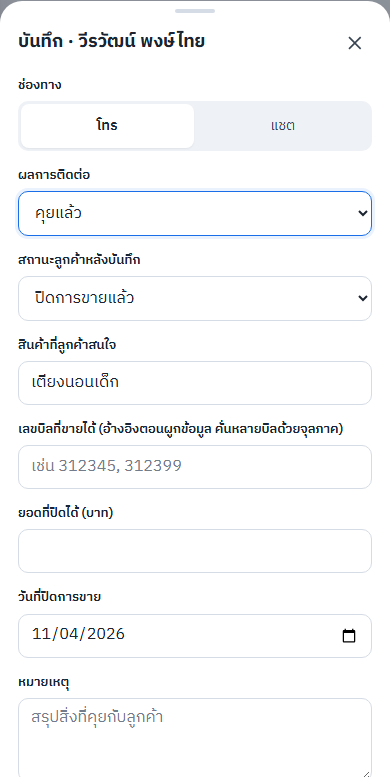 บันทึก · วีรวัฒน์ พงษ์ไทย
ช่องทาง
โทร
แชต
ผลการติดต่อ
คุยแล้ว
สถานะลูกค้าหลังบันทึก
ปิดการขายแล้ว
สินค้าที่ลูกค้าสนใจ
เตียงนอนเด็ก
เลขบิลที่ขายได้ (อ้างอิงตอนผูกข้อมูล คั่นหลายบิลด้วยจุลภาค)
เช่น 312345, 312399
ยอดที่ปิดได้ (บาท)
วันที่ปิดการขาย
11/04/2026
หมายเหตุ
สรุปสิ่งที่คุยกับลูกค้า